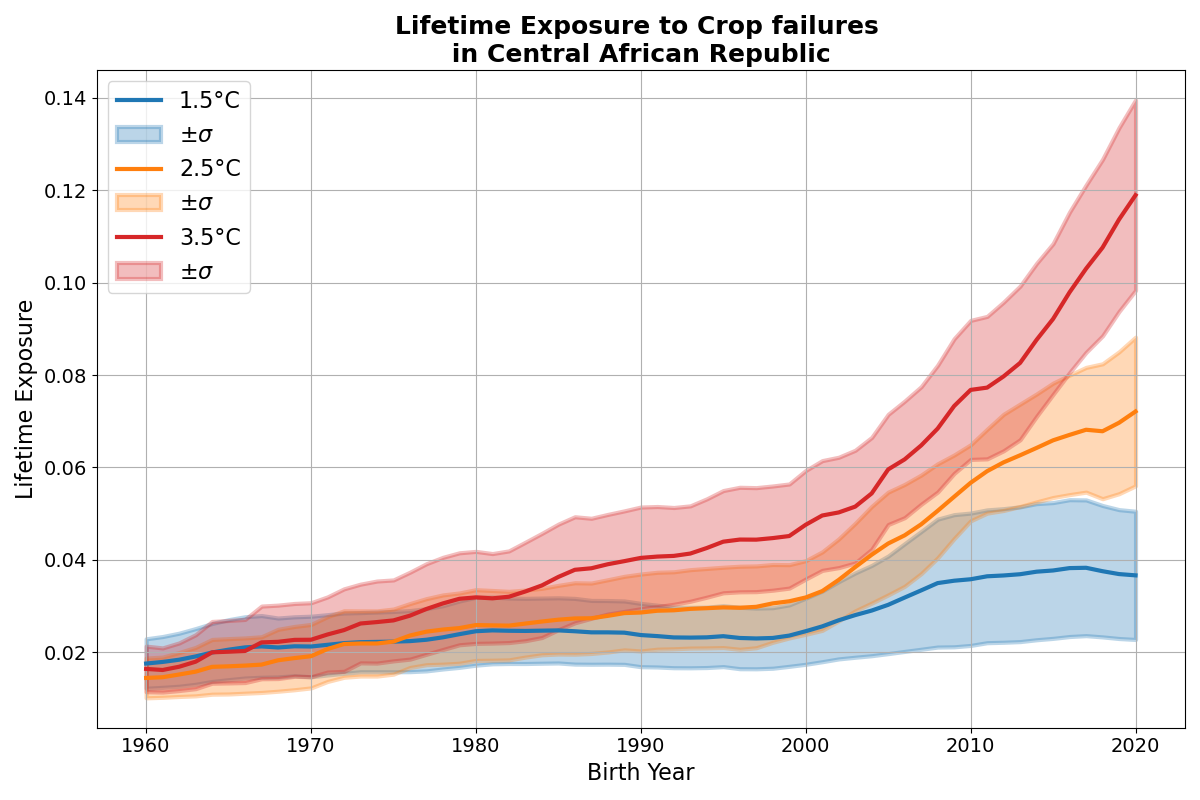 Lifetime Exposure to Crop failures
in Central African Republic
1.5°C
±σ
2.5°C
±σ
3.5°C
±σ
Lifetime Exposure
0.14
0.12
0.10
0.08
0.06
0.04
0.02
1960 1970 1980 1990 2000 2010 2020
Birth Year